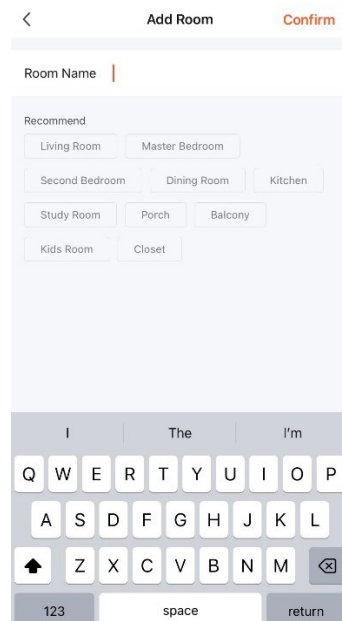 Add Room Confirm
Room Name
Recommend
Living Room Master Bedroom
Second Bedroom Dining Room Kitchen
Study Room Porch Balcony
Kids Room Closet
I The I'm
Q W E R T Y U I O P
A S D F G H J K L
Z X C V B N M
123 space return